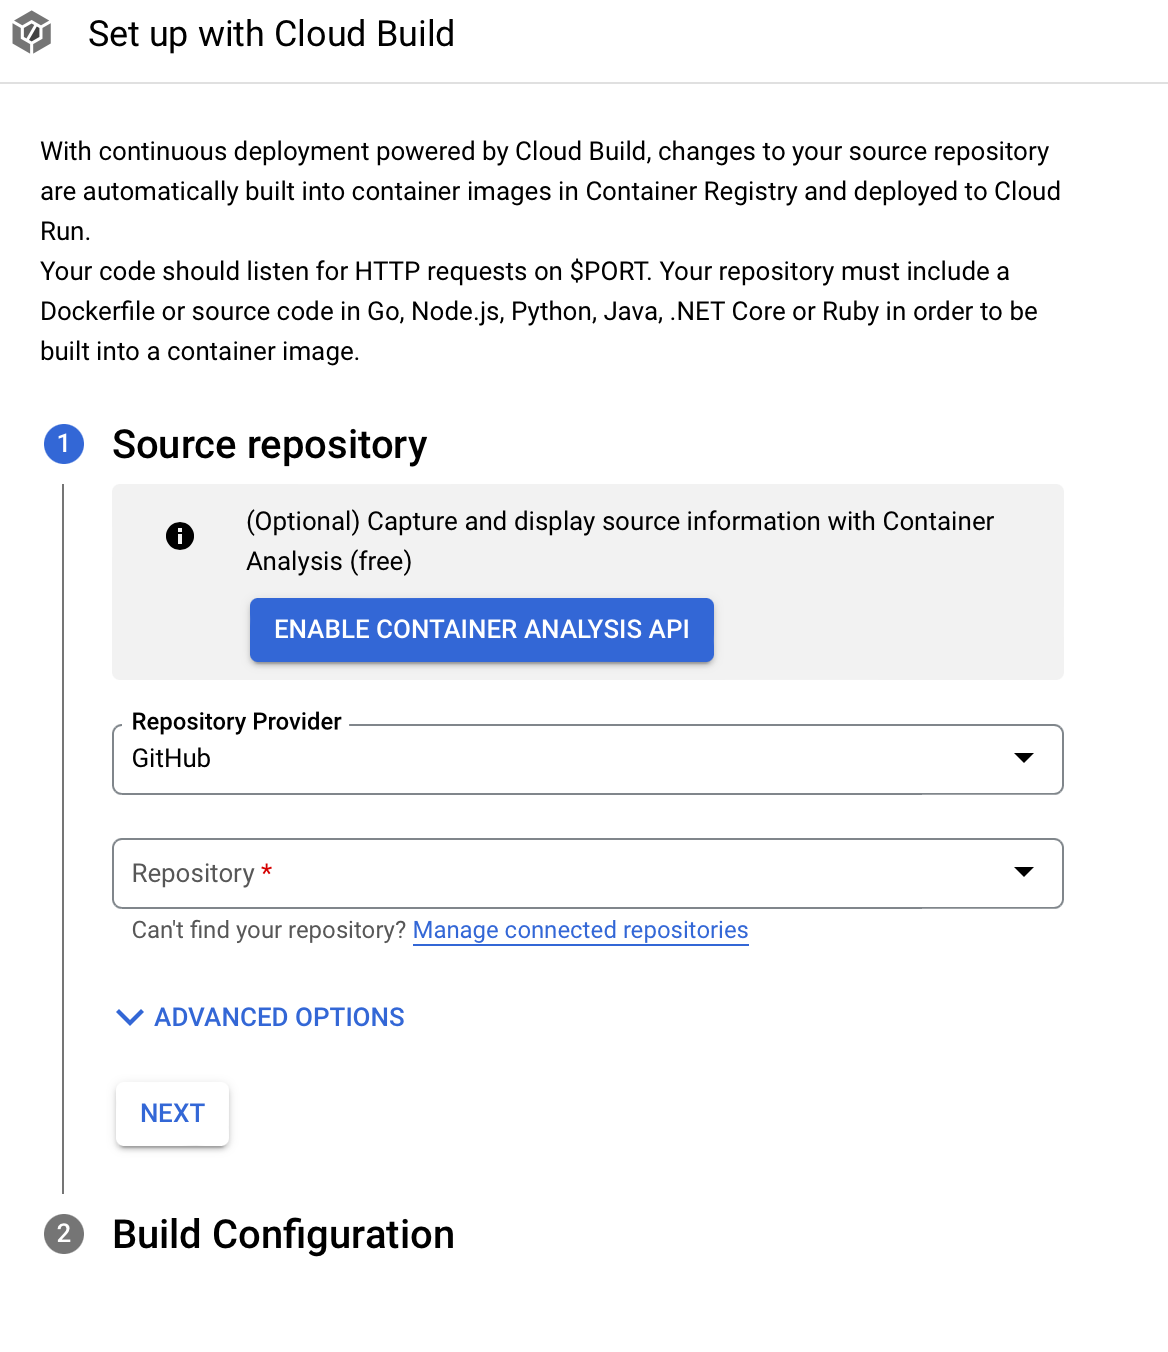 Set up with Cloud Build
With continuous deployment powered by Cloud Build, changes to your source repository
are automatically built into container images in Container Registry and deployed to Cloud
Run.
Your code should listen for HTTP requests on $PORT. Your repository must include a
Dockerfile or source code in Go, Node.js, Python, Java, .NET Core or Ruby in order to be
built into a container image.
1 Source repository
(Optional) Capture and display source information with Container
Analysis (free)
ENABLE CONTAINER ANALYSIS API
Repository Provider
GitHub
Repository *
Can't find your repository? Manage connected repositories
ADVANCED OPTIONS
NEXT
2 Build Configuration